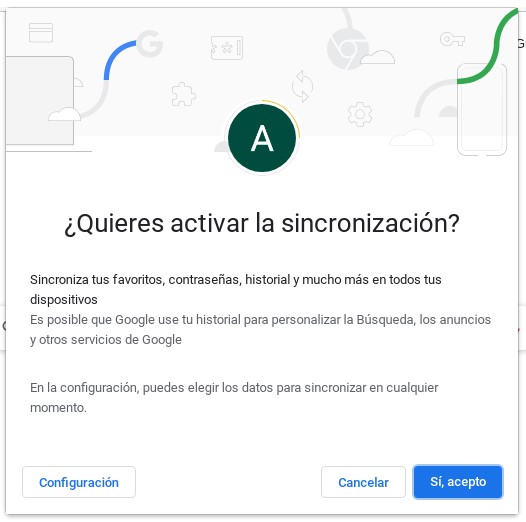 A
¿Quieres activar la sincronización?
Sincroniza tus favoritos, contraseñas, historial y mucho más en todos tus
dispositivos
Es posible que Google use tu historial para personalizar la Búsqueda, los anuncios
y otros servicios de Google
En la configuración, puedes elegir los datos para sincronizar en cualquier
momento.
Configuración
Cancelar
Sí, acepto